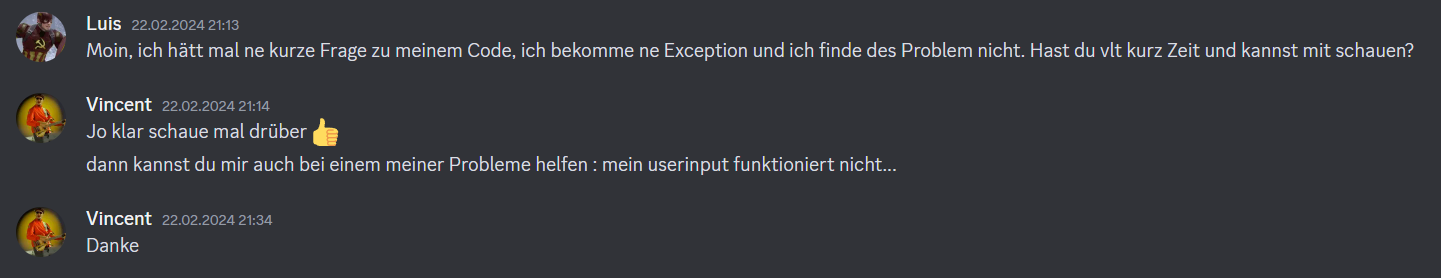 Luis 22.02.2024 21:13
Moin, ich hätt mal ne kurze Frage zu meinem Code, ich bekomme ne Exception und ich finde des Problem nicht. Hast du vlt kurz Zeit und kannst mit schauen?
Vincent 22.02.2024 21:14
Jo klar schaue mal drüber 👍
dann kannst du mir auch bei einem meiner Probleme helfen : mein userinput funktioniert nicht...
Vincent 22.02.2024 21:34
Danke